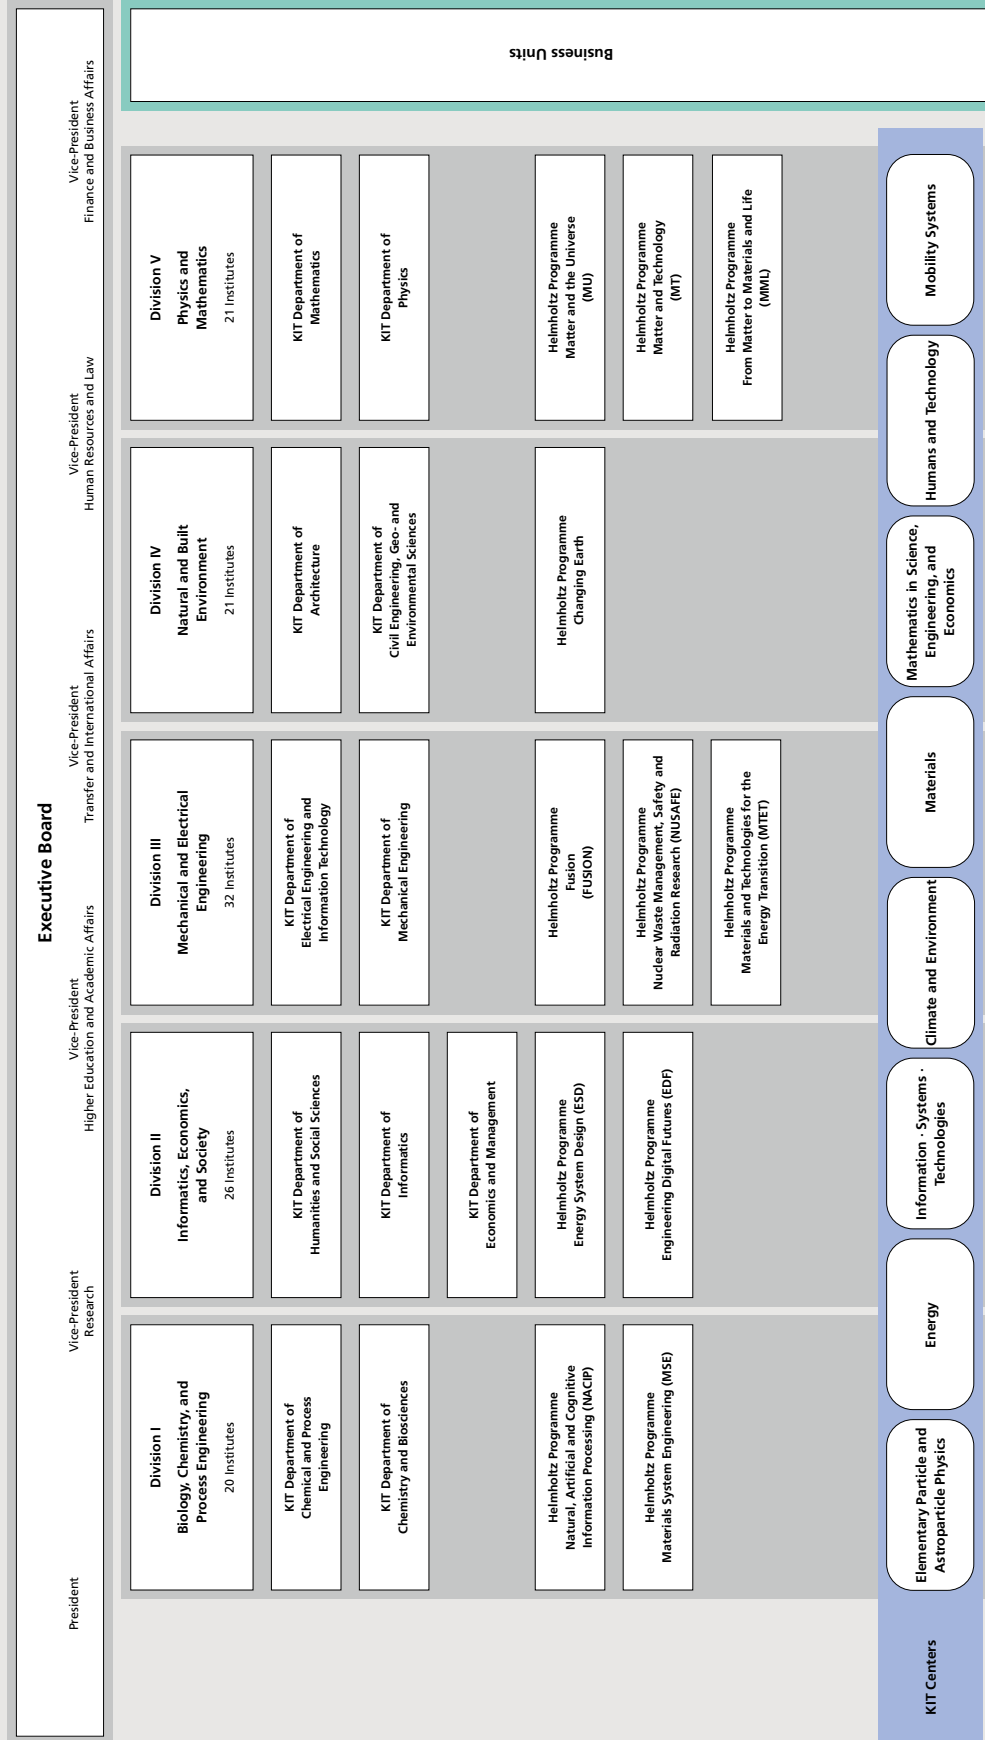 Executive Board
President
Vice-President
Research
Vice-President
Higher Education and Academic Affairs
Vice-President
Transfer and International Affairs
Vice-President
Human Resources and Law
Vice-President
Finance and Business Affairs
Division I
Biology, Chemistry, and
Process Engineering
20 Institutes
KIT Department of
Chemical and Process
Engineering
KIT Department of
Chemistry and Biosciences
Helmholtz Programme
Natural, Artificial and Cognitive
Information Processing (NACIP)
Helmholtz Programme
Materials System Engineering (MSE)
Division II
Informatics, Economics,
and Society
26 Institutes
KIT Department of
Humanities and Social Sciences
KIT Department of
Informatics
KIT Department of
Economics and Management
Helmholtz Programme
Energy System Design (ESD)
Helmholtz Programme
Engineering Digital Futures (EDF)
Division III
Mechanical and Electrical
Engineering
32 Institutes
KIT Department of
Electrical Engineering and
Information Technology
KIT Department of
Mechanical Engineering
Helmholtz Programme
Fusion
(FUSION)
Helmholtz Programme
Nuclear Waste Management, Safety and
Radiation Research (NUSAFE)
Helmholtz Programme
Materials and Technologies for the
Energy Transition (MTET)
Division IV
Natural and Built
Environment
21 Institutes
KIT Department of
Architecture
KIT Department of
Civil Engineering, Geo- and
Environmental Sciences
Helmholtz Programme
Changing Earth
Division V
Physics and
Mathematics
21 Institutes
KIT Department of
Mathematics
KIT Department of
Physics
Helmholtz Programme
Matter and the Universe
(MU)
Helmholtz Programme
Matter and Technology
(MT)
Helmholtz Programme
From Matter to Materials and Life
(MML)
Business Units
KIT Centers
Elementary Particle and
Astroparticle Physics
Energy
Information · Systems ·
Technologies
Climate and Environment
Materials
Mathematics in Science,
Engineering, and
Economics
Humans and Technology
Mobility Systems